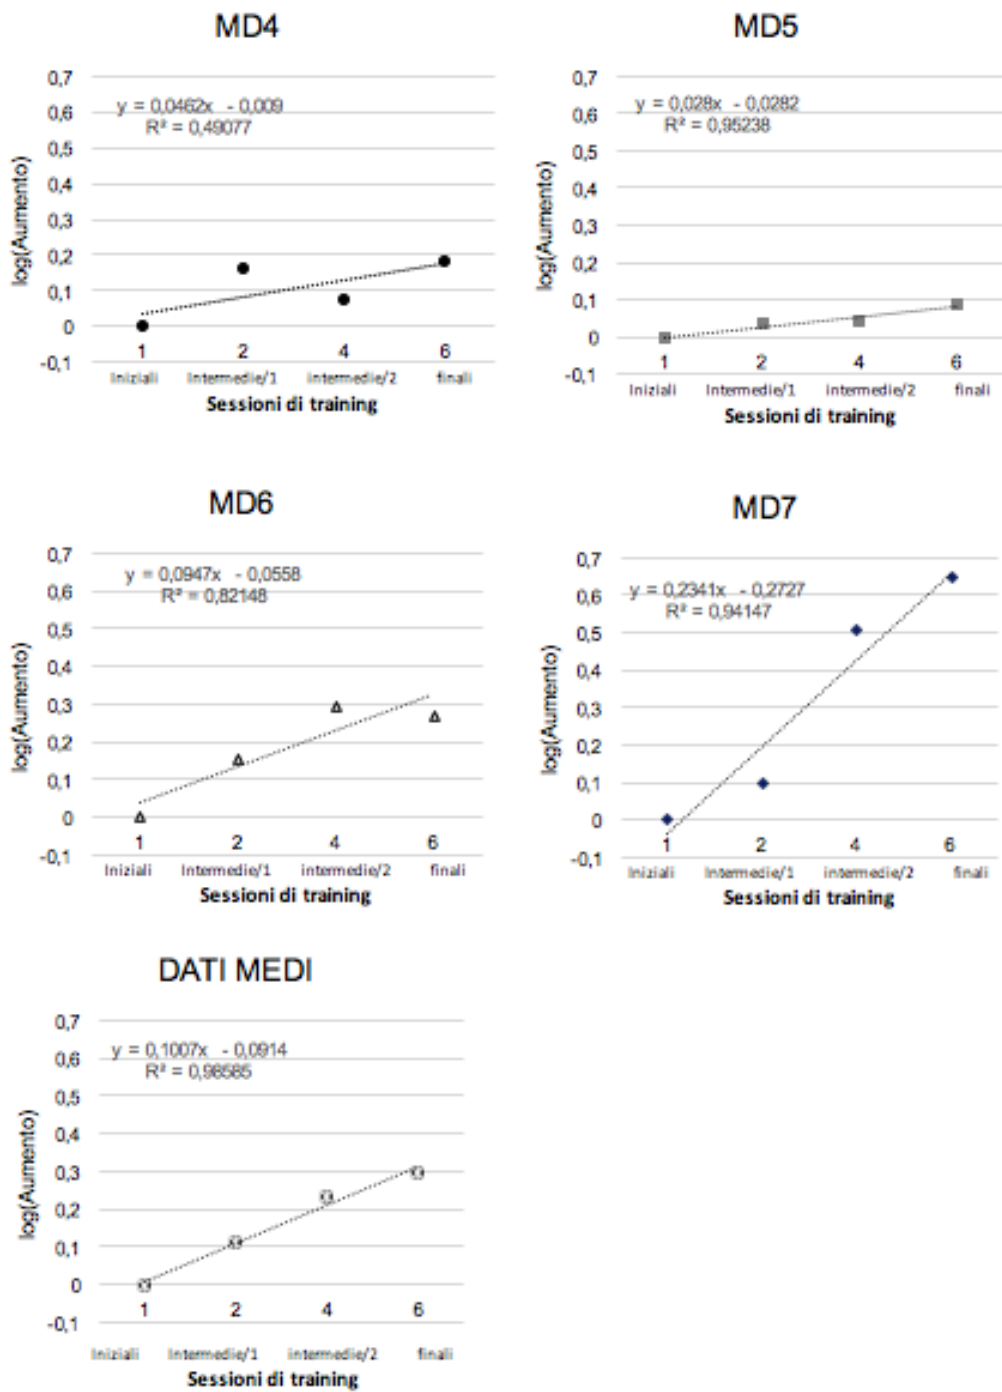 MD4
0,7
0,6
0,5
0,4
0,3
0,2
0,1
0
-0,1
y = 0,0462x - 0,009
R² = 0,49077
log(Aumento)
1 2 4 6
Iniziali Intermedie/1 intermedie/2 finali
Sessioni di training
MD5
0,7
0,6
0,5
0,4
0,3
0,2
0,1
0
-0,1
y = 0,028x - 0,0282
R² = 0,95238
log(Aumento)
1 2 4 6
Iniziali Intermedie/1 intermedie/2 finali
Sessioni di training
MD6
0,7
0,6
0,5
0,4
0,3
0,2
0,1
0
-0,1
y = 0,0947x - 0,0558
R² = 0,82148
log(Aumento)
1 2 4 6
Iniziali Intermedie/1 intermedie/2 finali
Sessioni di training
MD7
0,7
0,6
0,5
0,4
0,3
0,2
0,1
0
-0,1
y = 0,2341x - 0,2727
R² = 0,94147
log(Aumento)
1 2 4 6
Iniziali Intermedie/1 intermedie/2 finali
Sessioni di training
DATI MEDI
0,7
0,6
0,5
0,4
0,3
0,2
0,1
0
-0,1
y = 0,1007x - 0,0914
R² = 0,98585
log(Aumento)
1 2 4 6
Iniziali Intermedie/1 intermedie/2 finali
Sessioni di training